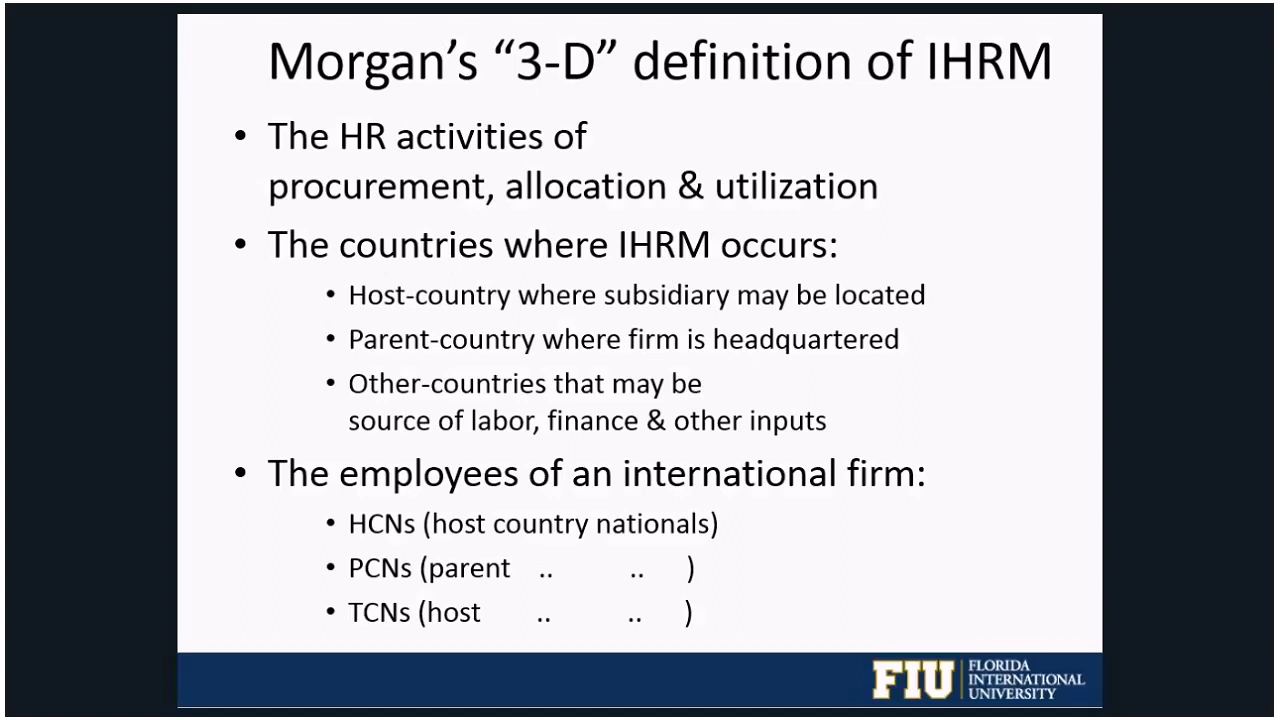 Morgan's “3-D” definition of IHRM
• The HR activities of
procurement, allocation & utilization
• The countries where IHRM occurs:
• Host-country where subsidiary may be located
• Parent-country where firm is headquartered
• Other-countries that may be
source of labor, finance & other inputs
• The employees of an international firm:
• HCNs (host country nationals)
• PCNs (parent .. .. )
• TCNs (host .. .. )
FIU
FLORIDA
INTERNATIONAL
UNIVERSITY